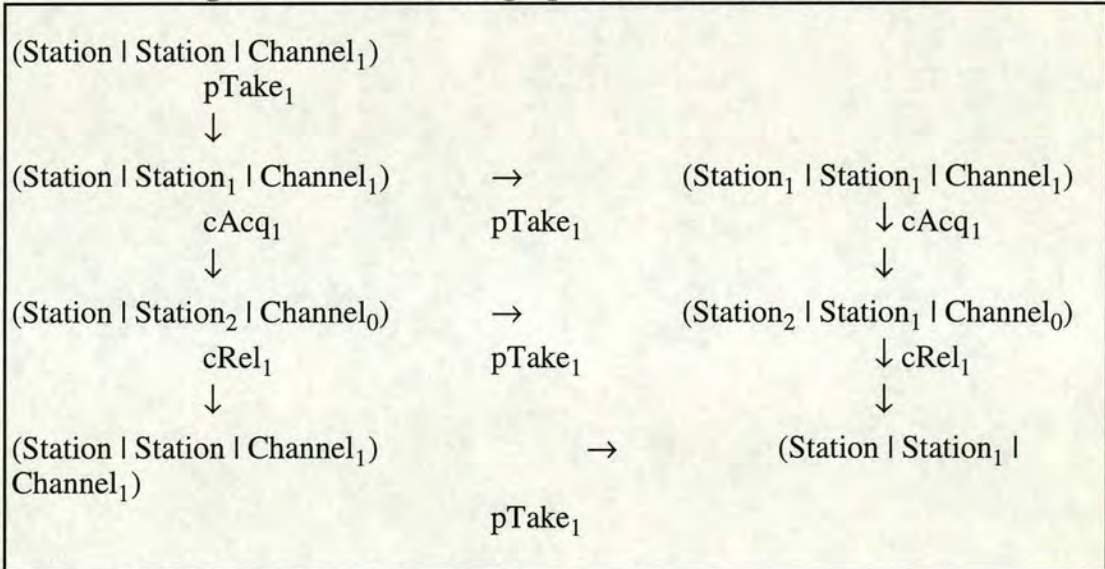 (Station | Station | Channel₁)
pTake₁
↓
(Station | Station₁ | Channel₁) → (Station₁ | Station₁ | Channel₁)
cAcq₁ pTake₁ ↓ cAcq₁
↓ ↓
(Station | Station₂ | Channel₀) → (Station₂ | Station₁ | Channel₀)
cRel₁ pTake₁ ↓ cRel₁
↓ ↓
(Station | Station | Channel₁) → (Station | Station₁ |
Channel₁)
pTake₁